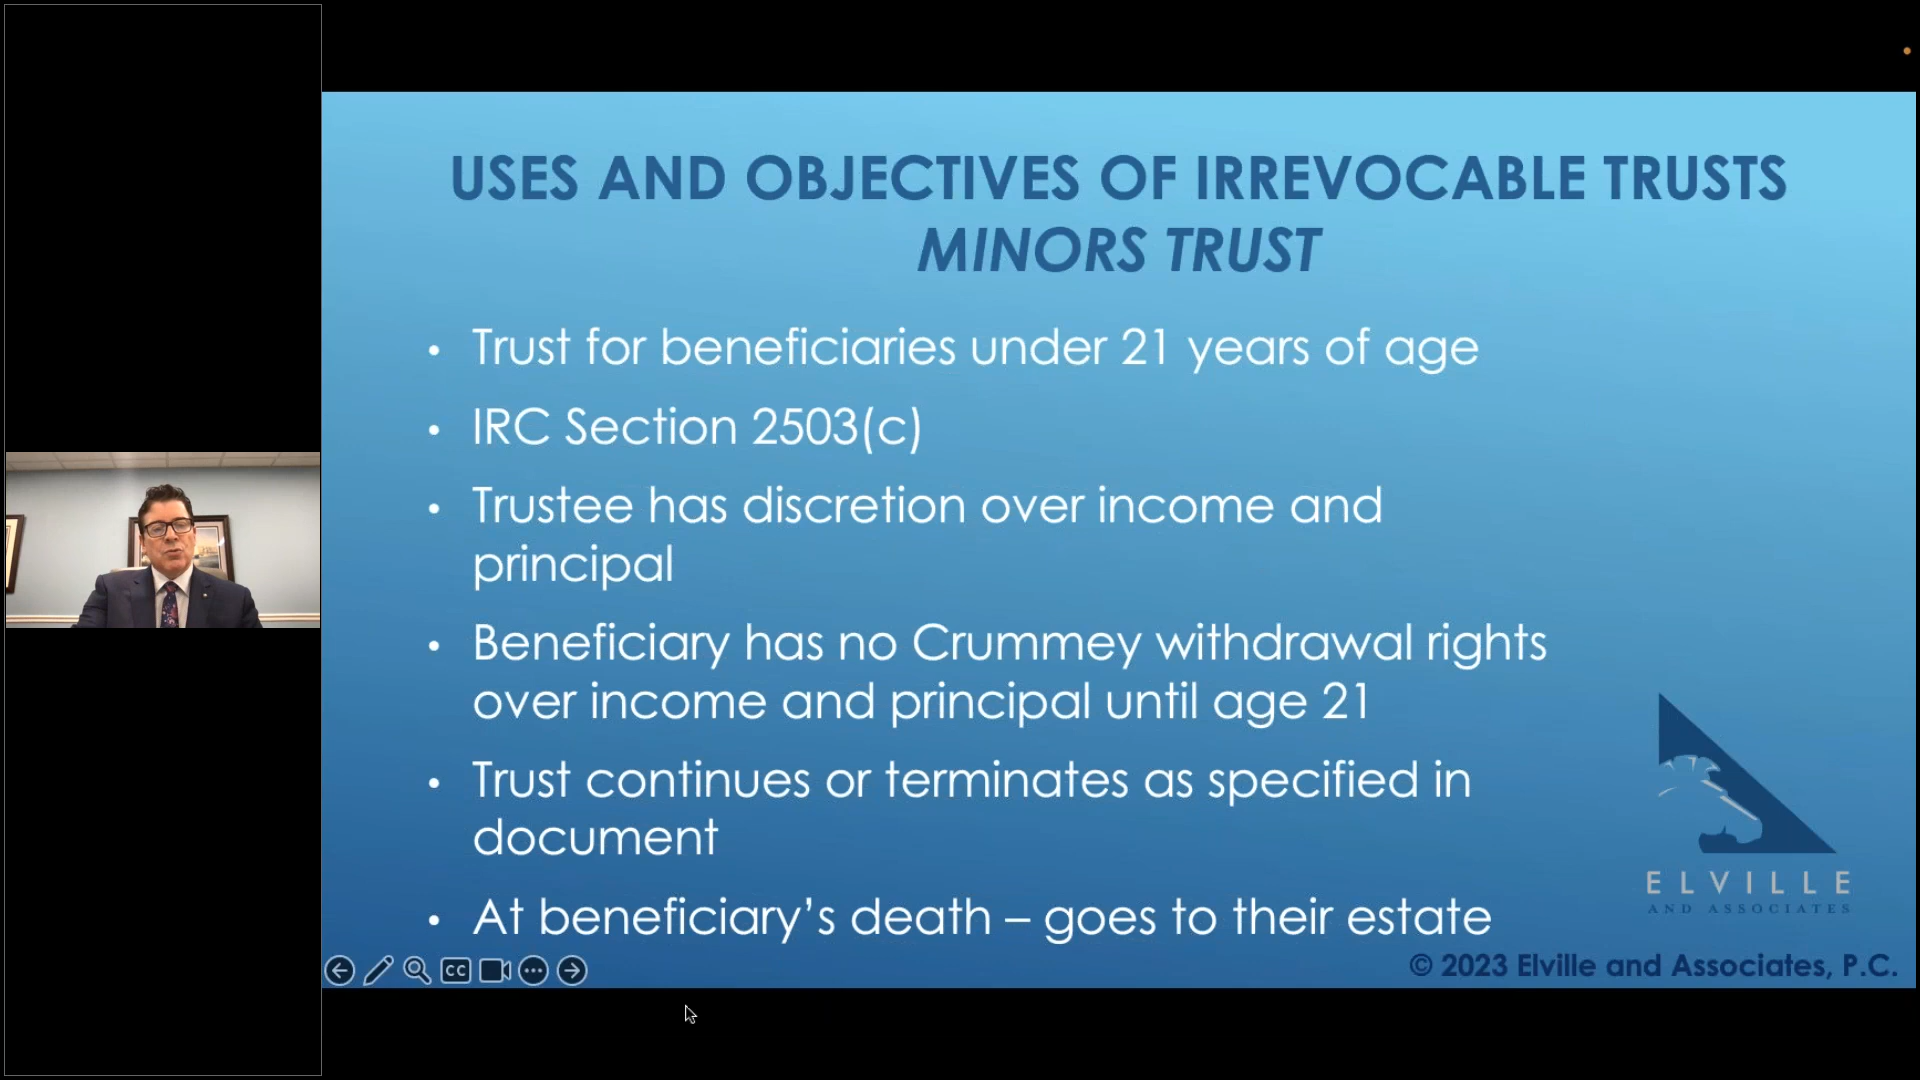 USES AND OBJECTIVES OF IRREVOCABLE TRUSTS
MINORS TRUST
• Trust for beneficiaries under 21 years of age
• IRC Section 2503(c)
• Trustee has discretion over income and
principal
• Beneficiary has no Crummey withdrawal rights
over income and principal until age 21
• Trust continues or terminates as specified in
document
• At beneficiary’s death – goes to their estate
ELVILLE
AND ASSOCIATES
© 2023 Elville and Associates, P.C.
CC